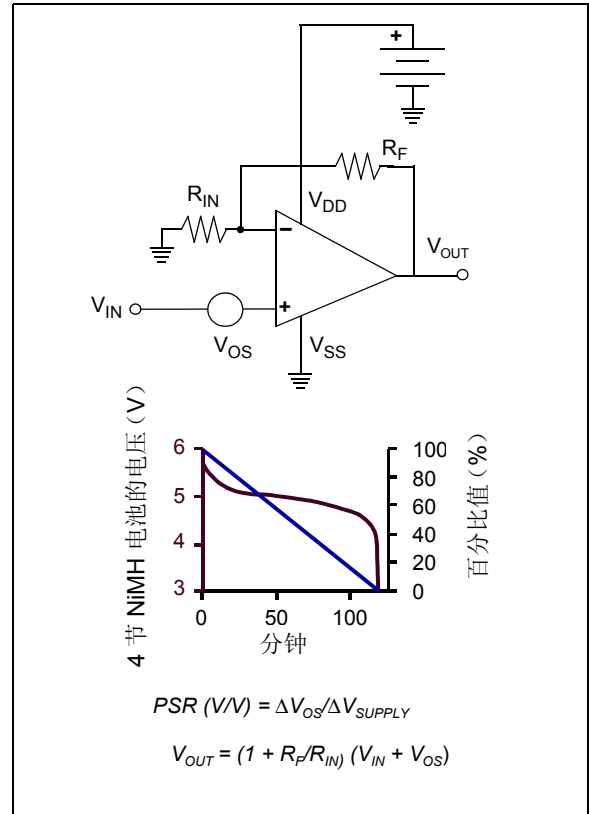 +
R_F
R_IN
V_DD
−
V_OUT
V_IN
+
V_OS
V_SS
4 节 NiMH 电池的电压（V）
6
5
4
3
100
80
60
40
20
0
百分比值（%）
0 50 100
分钟
PSR (V/V) = ΔV_OS/ΔV_SUPPLY
V_OUT = (1 + R_F/R_IN) (V_IN + V_OS)